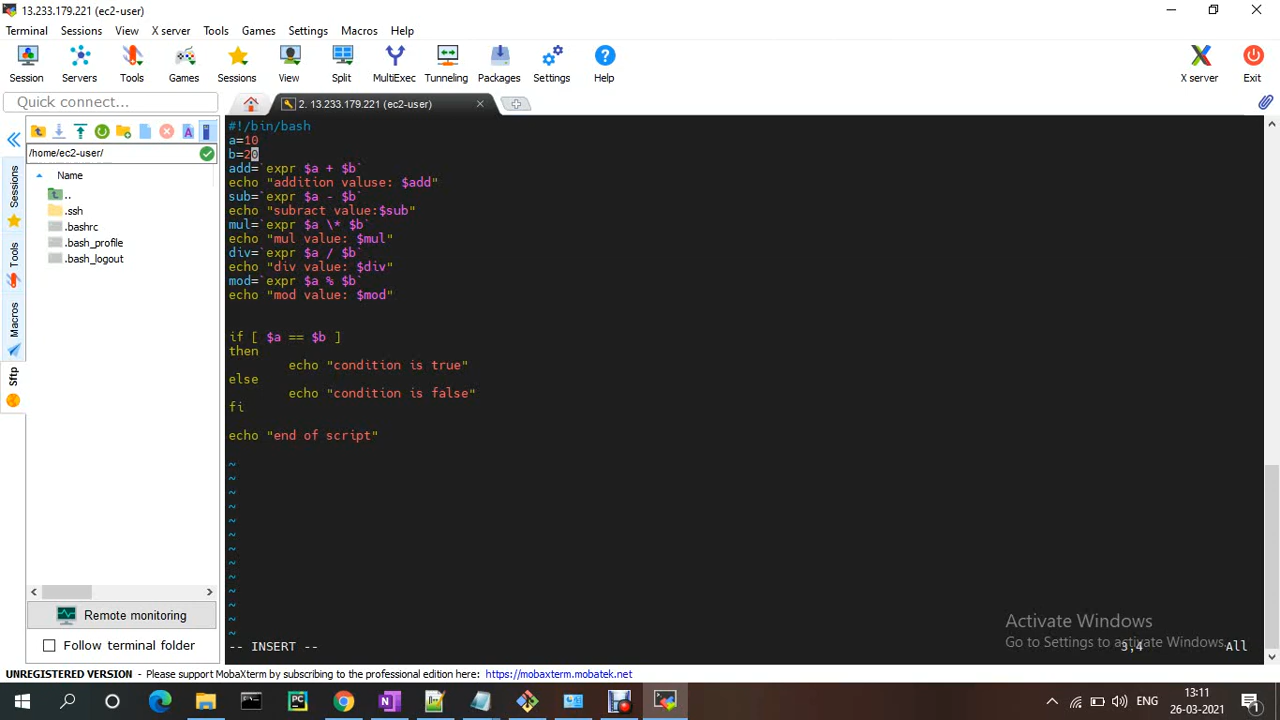 13.233.179.221 (ec2-user)
Terminal Sessions View X server Tools Games Settings Macros Help
Session Servers Tools Games Sessions View Split MultiExec Tunneling Packages Settings Help X server Exit
Quick connect...
2. 13.233.179.221 (ec2-user)
/home/ec2-user/
Name
..
.ssh
.bashrc
.bash_profile
.bash_logout
Sessions
Tools
Macros
Sftp
Remote monitoring
Follow terminal folder
#!/bin/bash
a=10
b=20
add=`expr $a + $b`
echo "addition valuse: $add"
sub=`expr $a - $b`
echo "subract value:$sub"
mul=`expr $a \* $b`
echo "mul value: $mul"
div=`expr $a / $b`
echo "div value: $div"
mod=`expr $a % $b`
echo "mod value: $mod"
if [ $a == $b ]
then
echo "condition is true"
else
echo "condition is false"
fi
echo "end of script"
~
~
~
~
~
~
~
~
~
~
~
~
~
Activate Windows
Go to Settings to activate Windows.
-- INSERT -- 3,4 All
UNREGISTERED VERSION - Please support MobaXterm by subscribing to the professional edition here: https://mobaxterm.mobatek.net
ENG
13:11
26-03-2021